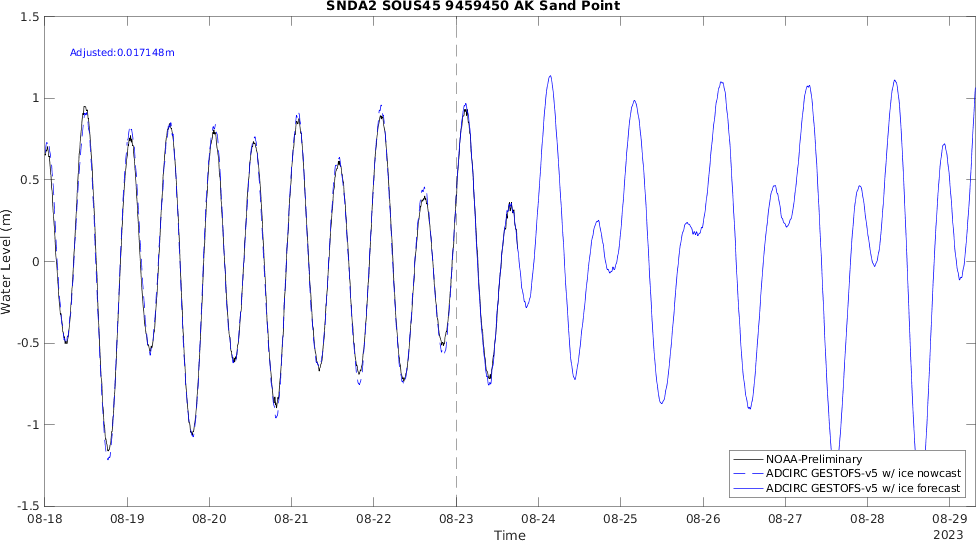 SNDA2 SOUS45 9459450 AK Sand Point
Adjusted:0.017148m
Water Level (m)
1.5
1
0.5
0
-0.5
-1
-1.5
NOAA-Preliminary
ADCIRC GESTOFS-v5 w/ ice nowcast
ADCIRC GESTOFS-v5 w/ ice forecast
08-18 08-19 08-20 08-21 08-22 08-23 08-24 08-25 08-26 08-27 08-28 08-29
Time
2023